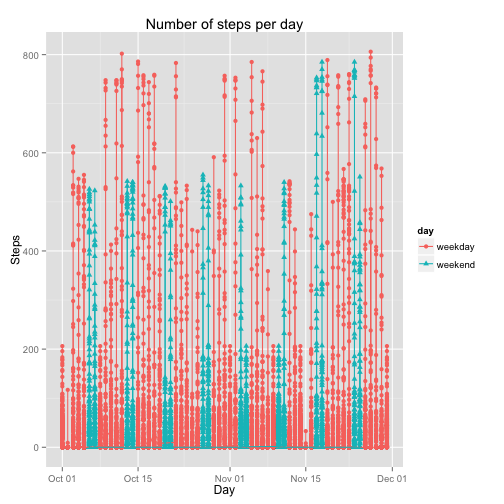 Number of steps per day
Steps
800
600
400
200
0
Oct 01
Oct 15
Nov 01
Nov 15
Dec 01
Day
day
weekday
weekend